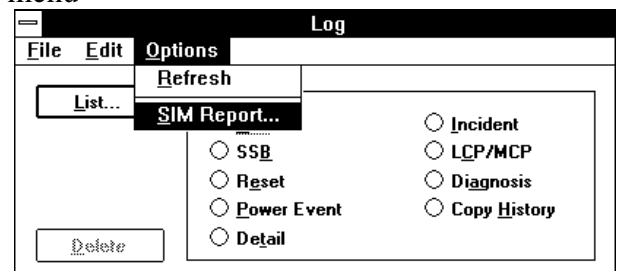 menu
Log
File Edit Options
Refresh
SIM Report...
List...
Incident
SSB
LCP/MCP
Reset
Diagnosis
Power Event
Copy History
Delete
Detail